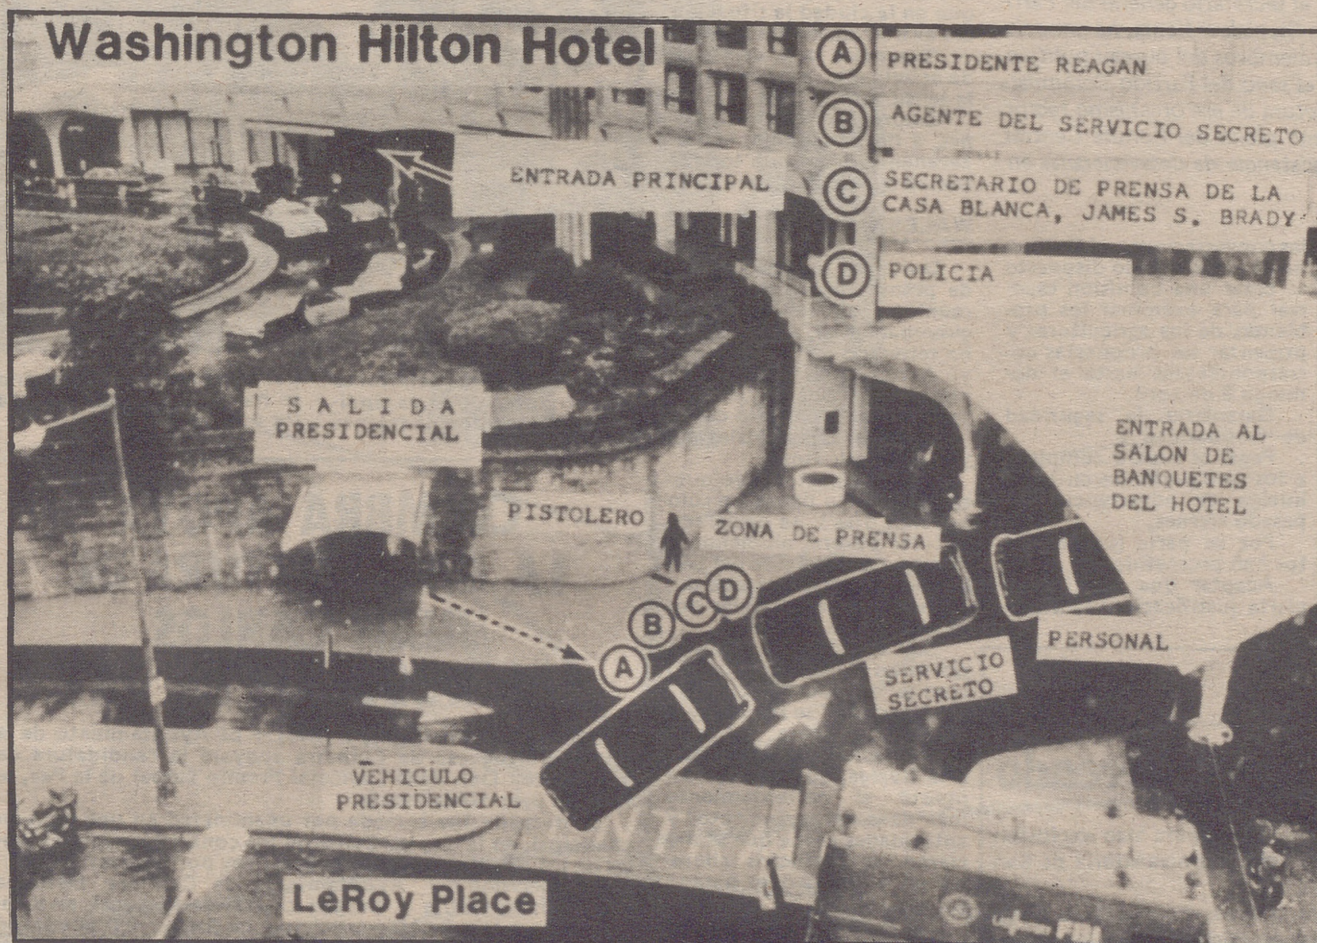 Washington Hilton Hotel
A PRESIDENTE REAGAN
B AGENTE DEL SERVICIO SECRETO
C SECRETARIO DE PRENSA DE LA
CASA BLANCA, JAMES S. BRADY
D POLICIA
ENTRADA PRINCIPAL
SALIDA
PRESIDENCIAL
PISTOLERO
ZONA DE PRENSA
ENTRADA AL
SALON DE
BANQUETES
DEL HOTEL
A
B
C
D
PERSONAL
SERVICIO
SECRETO
VEHICULO
PRESIDENCIAL
ENTRA
LeRoy Place
FBI